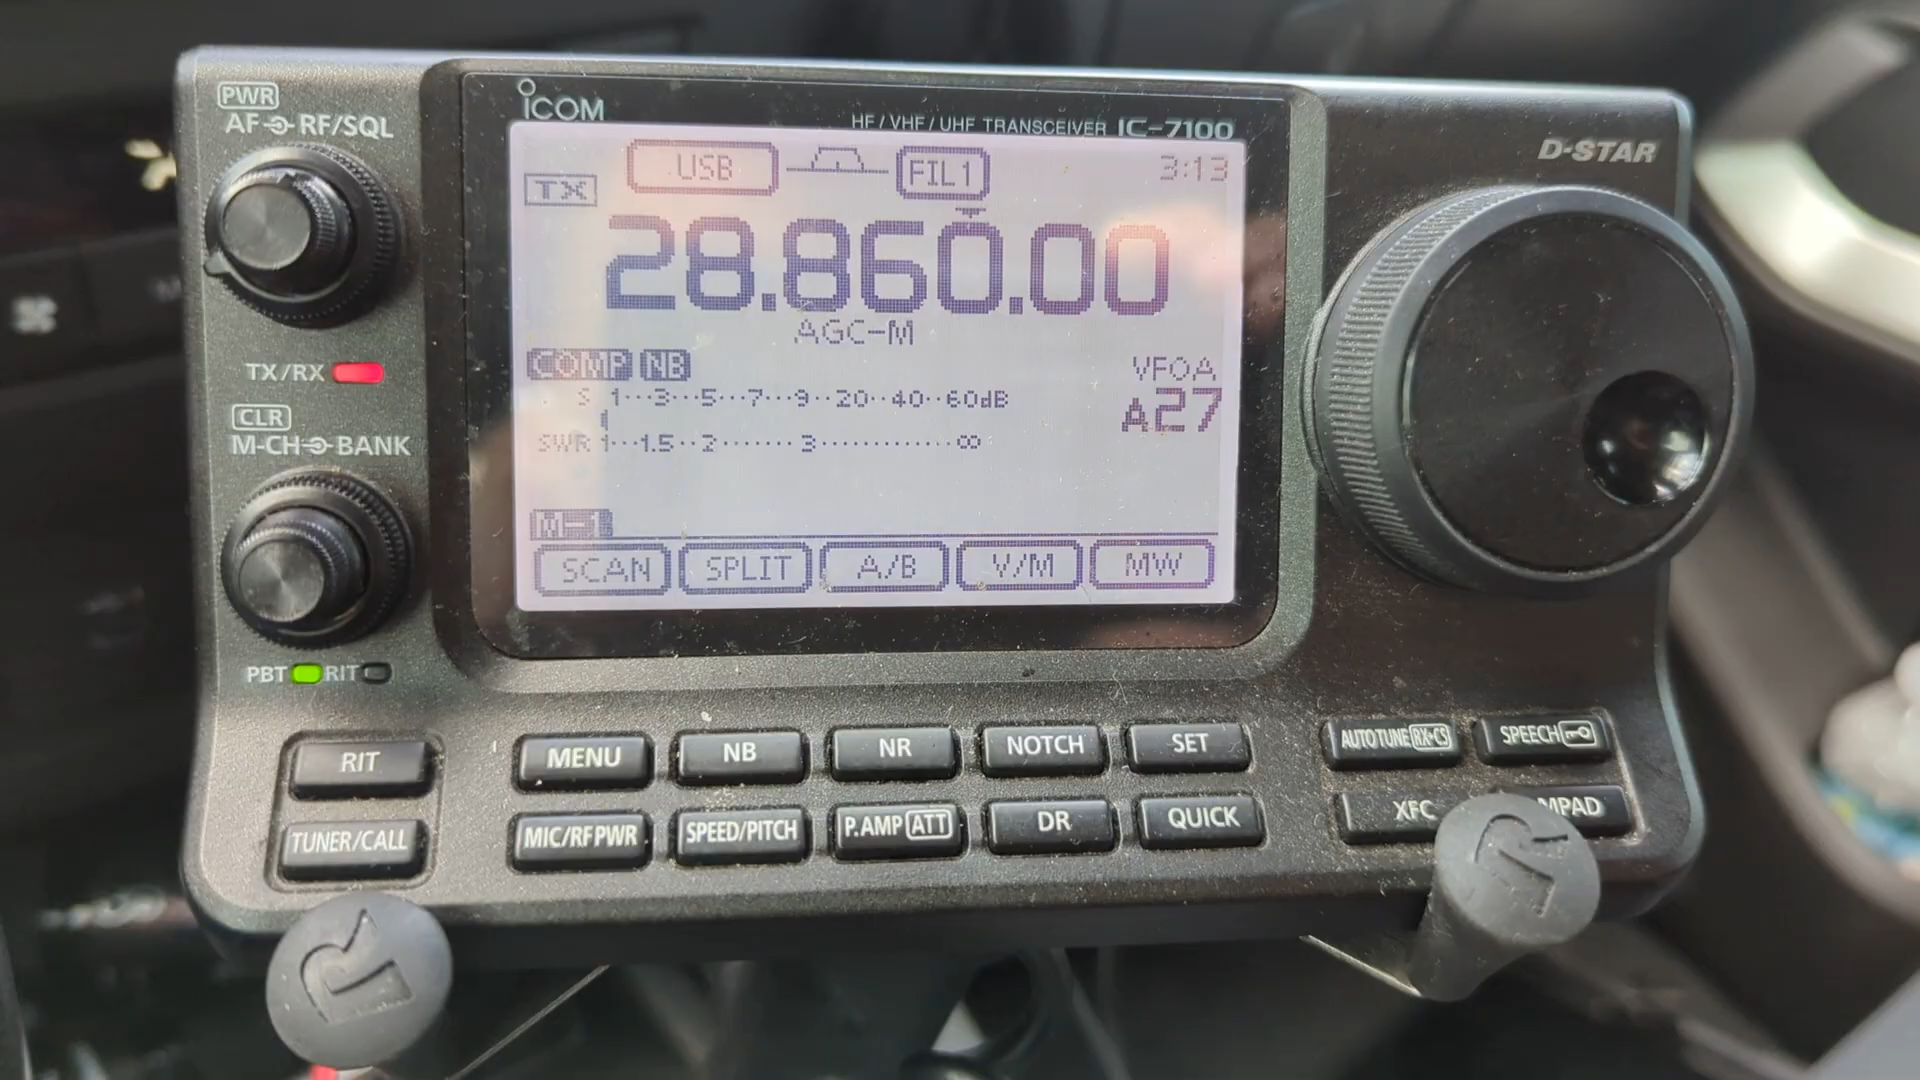 PWR
AF RF/SQL
ICOM
HF/VHF/UHF TRANSCEIVER IC-7100
D-STAR
USB
FIL1
3:13
TX
28.860.00
AGC-M
COMP NB
VFOA
A27
S 1···3···5···7···9··20··40··60dB
SWR 1···1.5··2·······3············∞
M-1
SCAN SPLIT A/B V/M MW
TX/RX
CLR
M-CH BANK
PBT RIT
RIT
TUNER/CALL
MENU NB NR NOTCH SET
MIC/RF PWR SPEED/PITCH P.AMP ATT DR QUICK
AUTOTUNE RX•CS SPEECH
XFC MPAD